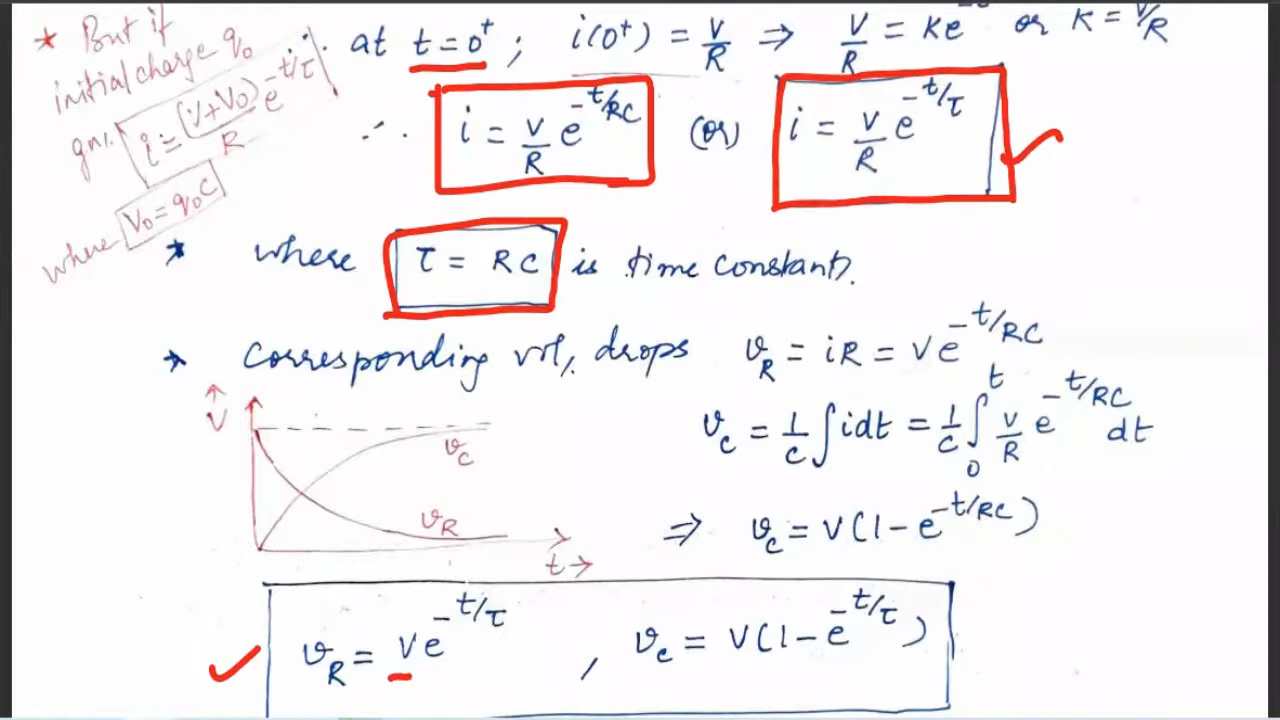 * But if
initial charge q₀
gn. i = (V+V₀)/R e^(-t/τ)
where V₀ = q₀C
at t=0⁺ ; i(0⁺) = V/R ⇒ V/R = Ke or K = V/R
∴ i = V/R e^(-t/RC) (or) i = V/R e^(-t/τ)
* where τ = RC is time constant.
* Corresponding vol. drops v_R = iR = Ve^(-t/RC)
v_C = 1/C ∫ i dt = 1/C ∫₀ᵗ V/R e^(-t/RC) dt
⇒ v_C = V(1 - e^(-t/RC))
V
v_C
v_R
t →
v_R = Ve^(-t/τ) , v_C = V(1 - e^(-t/τ))